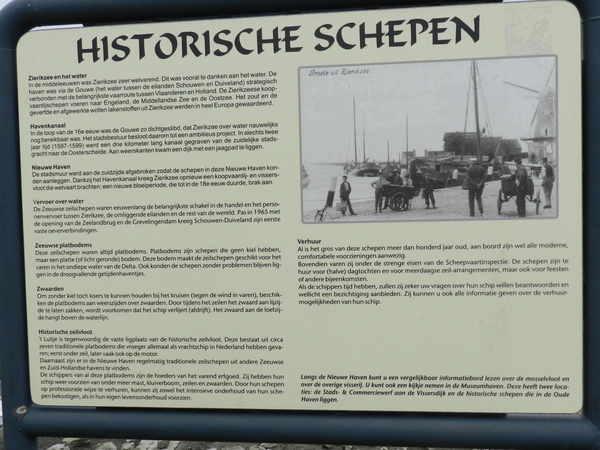 HISTORISCHE SCHEPEN
Zierikzee en het water
In de middeleeuwen was Zierikzee zeer welvarend. Dit was vooral te danken aan het water. De
haven was via de Gouwe (het water tussen de eilanden Schouwen en Duiveland) strategisch
verbonden met de belangrijkste vaarroute tussen Vlaanderen en Holland. De Zierikzeese koop-
vaardijschepen voeren naar Engeland, de Middellandse Zee en de Oostzee. Het zout en de
geverfde en afgewerkte wollen lakenstoffen uit Zierikzee werden in heel Europa gewaardeerd.
Havenkanaal
In de loop van de 16e eeuw was de Gouwe zo dichtgeslibd, dat Zierikzee over water nauwelijks
nog bereikbaar was. Het stadsbestuur besloot daarom tot een ambitieus project. In slechts twee
jaar tijd (1597-1599) werd een drie kilometer lang kanaal gegraven van de zuidelijke stads-
gracht naar de Oosterschelde. Aan weerskanten kwam een dijk met een jaagpad te liggen.
Nieuwe Haven
De stadsmuur werd aan de zuidzijde afgebroken zodat de schepen in deze Nieuwe Haven kon-
den aanleggen. Dankzij het Havenkanaal kreeg Zierikzee opnieuw een koopvaardij- en vissers-
vloot die welvaart brachten; een nieuwe bloeiperiode, die tot in de 18e eeuw duurde, brak aan.
Vervoer over water
De Zeeuwse zeilschepen waren eeuwenlang de belangrijkste schakel in de handel en het perso-
nenvervoer tussen Zierikzee, de omliggende eilanden en de rest van de wereld. Pas in 1965 met
de opening van de Zeelandbrug en de Grevelingendam kreeg Schouwen-Duiveland zijn eerste
vaste oeververbindingen.
Zeeuwse platbodems
Deze zeilschepen waren altijd platbodems. Platbodems zijn schepen die geen kiel hebben,
maar een platte (of licht geronde) bodem. Deze bodem maakt de zeilschepen geschikt voor het
varen in het ondiepe water van de Delta. Ook konden de schepen zonder problemen blijven lig-
gen in de droogvallende getijdenhaventjes.
Zwaarden
Om zonder kiel toch koers te kunnen houden bij het kruisen (tegen de wind in varen), beschik-
ken de platbodems aan weerszijden over zwaarden. Door tijdens het zeilen het zwaard aan lijzij-
de te laten zakken, wordt voorkomen dat het schip verlijert (afdrijft). Het zwaard aan de loefzij-
de hangt boven de waterlijn.
Historische zeilvloot
't Luitje is tegenwoordig de vaste ligplaats van de historische zeilvloot. Deze bestaat uit circa
zeven traditionele platbodems die vroeger allemaal als vrachtschip in Nederland hebben geva-
ren; eerst onder zeil, later vaak ook op de motor.
Daarnaast zijn er in de Nieuwe Haven regelmatig traditionele zeilschepen uit andere Zeeuwse
en Zuid-Hollandse havens te vinden.
De schippers van al deze platbodems zijn de hoeders van het varend erfgoed. Zij hebben hun
schip weer voorzien van onder meer mast, kluiverboom, zeilen en zwaarden. Door hun schepen
op professionele wijze te verhuren, kunnen zij zowel het intensieve onderhoud van hun sche-
pen bekostigen, als in hun eigen levensonderhoud voorzien.
Groete uit Zierikzee.
Verhuur
Al is het gros van deze schepen meer dan honderd jaar oud, aan boord zijn wel alle moderne,
comfortabele voorzieningen aanwezig.
Bovendien varen zij onder de strenge eisen van de Scheepvaartinspectie. De schepen zijn te
huur voor (halve) dagtochten en voor meerdaagse zeil-arrangementen, maar ook voor feesten
of andere bijeenkomsten.
Als de schippers tijd hebben, zullen zij zeker uw vragen over hun schip willen beantwoorden en
wellicht een bezichtiging aanbieden. Zij kunnen u ook alle informatie geven over de verhuur-
mogelijkheden van hun schip.
Langs de Nieuwe Haven kunt u een vergelijkbaar informatiebord lezen over de mosselvloot en
over de overige visserij. U kunt ook een kijkje nemen in de Museumhaven. Deze heeft twee loca-
ties: de Stads- & Commerciewerf aan de Vissersdijk en de historische schepen die in de Oude
Haven liggen.